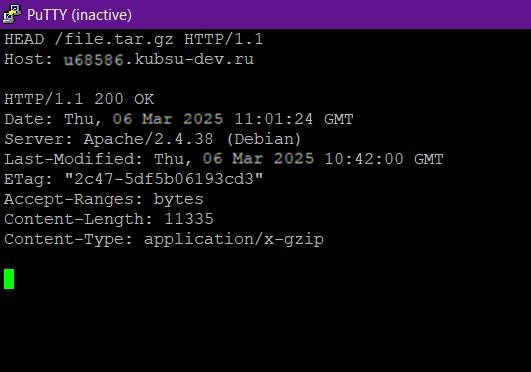 PuTTY (inactive)
HEAD /file.tar.gz HTTP/1.1
Host: u68586.kubsu-dev.ru
HTTP/1.1 200 OK
Date: Thu, 06 Mar 2025 11:01:24 GMT
Server: Apache/2.4.38 (Debian)
Last-Modified: Thu, 06 Mar 2025 10:42:00 GMT
ETag: "2c47-5df5b06193cd3"
Accept-Ranges: bytes
Content-Length: 11335
Content-Type: application/x-gzip